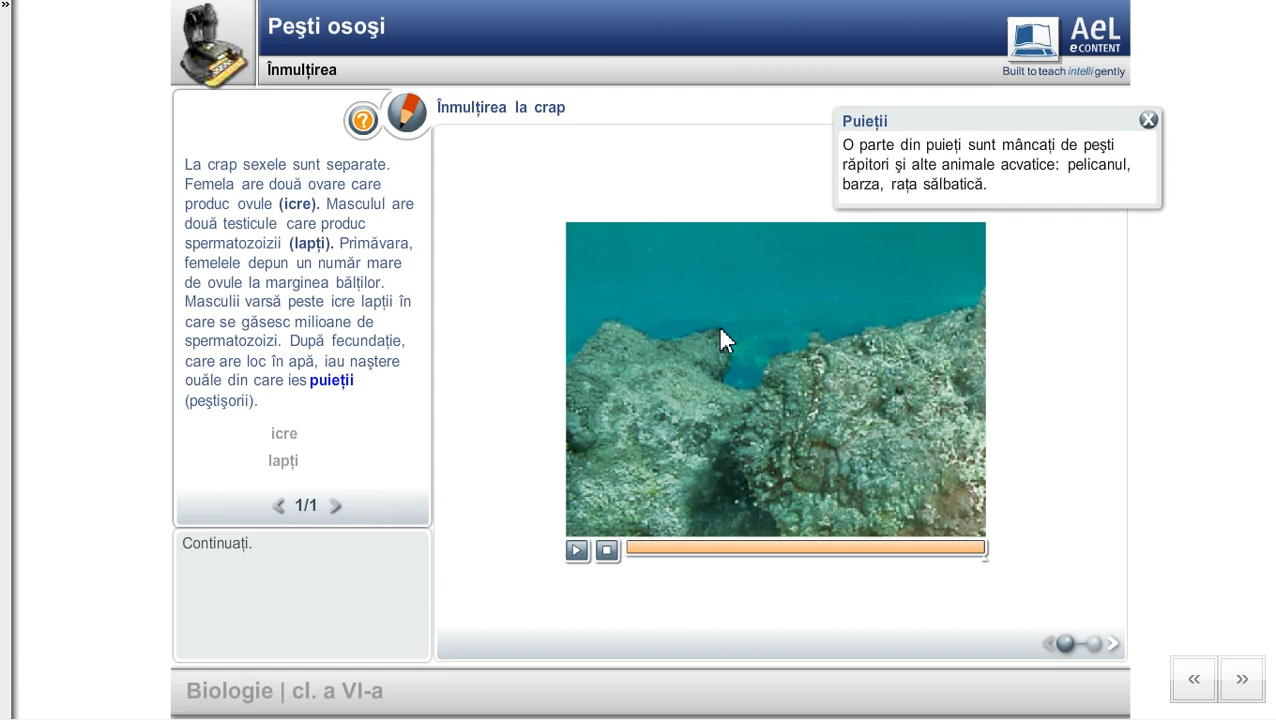 »
Peşti osoşi
Înmulţirea
AeL
eCONTENT
Built to teach intelligently
Înmulţirea la crap
La crap sexele sunt separate.
Femela are două ovare care
produc ovule (icre). Masculul are
două testicule care produc
spermatozoizii (lapţi). Primăvara,
femelele depun un număr mare
de ovule la marginea bălţilor.
Masculii varsă peste icre lapţii în
care se găsesc milioane de
spermatozoizi. După fecundaţie,
care are loc în apă, iau naştere
ouăle din care ies puieţii
(peştişorii).
icre
lapţi
1/1
Continuaţi.
Puieţii
X
O parte din puieţi sunt mâncaţi de peşti
răpitori şi alte animale acvatice: pelicanul,
barza, raţa sălbatică.
Biologie | cl. a VI-a
« »